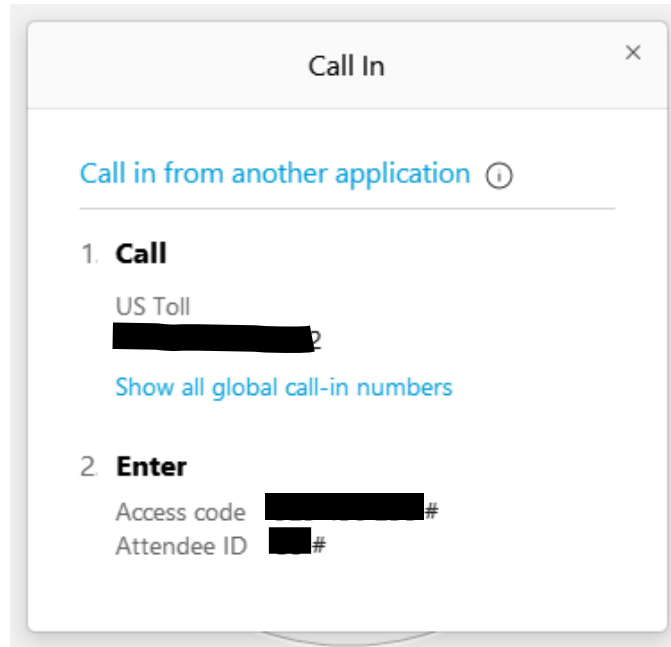 Call In
Call in from another application
1. Call
US Toll
2
Show all global call-in numbers
2. Enter
Access code #
Attendee ID #